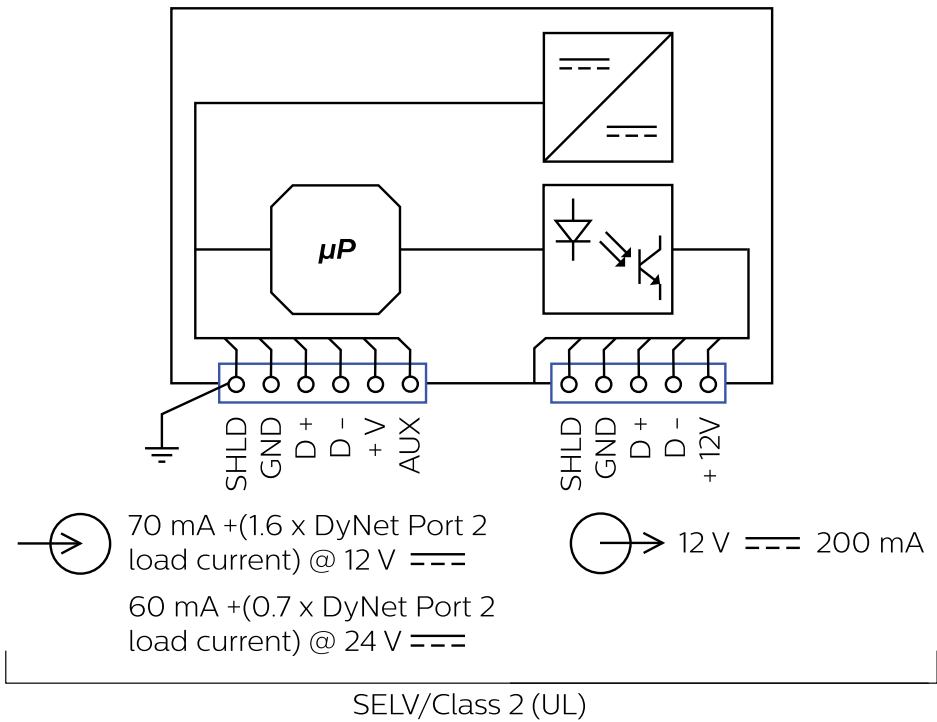 µP
SHLD
GND
D +
D -
+ V
AUX
SHLD
GND
D +
D -
+ 12V
70 mA +(1.6 x DyNet Port 2
load current) @ 12 V
60 mA +(0.7 x DyNet Port 2
load current) @ 24 V
12 V 200 mA
SELV/Class 2 (UL)